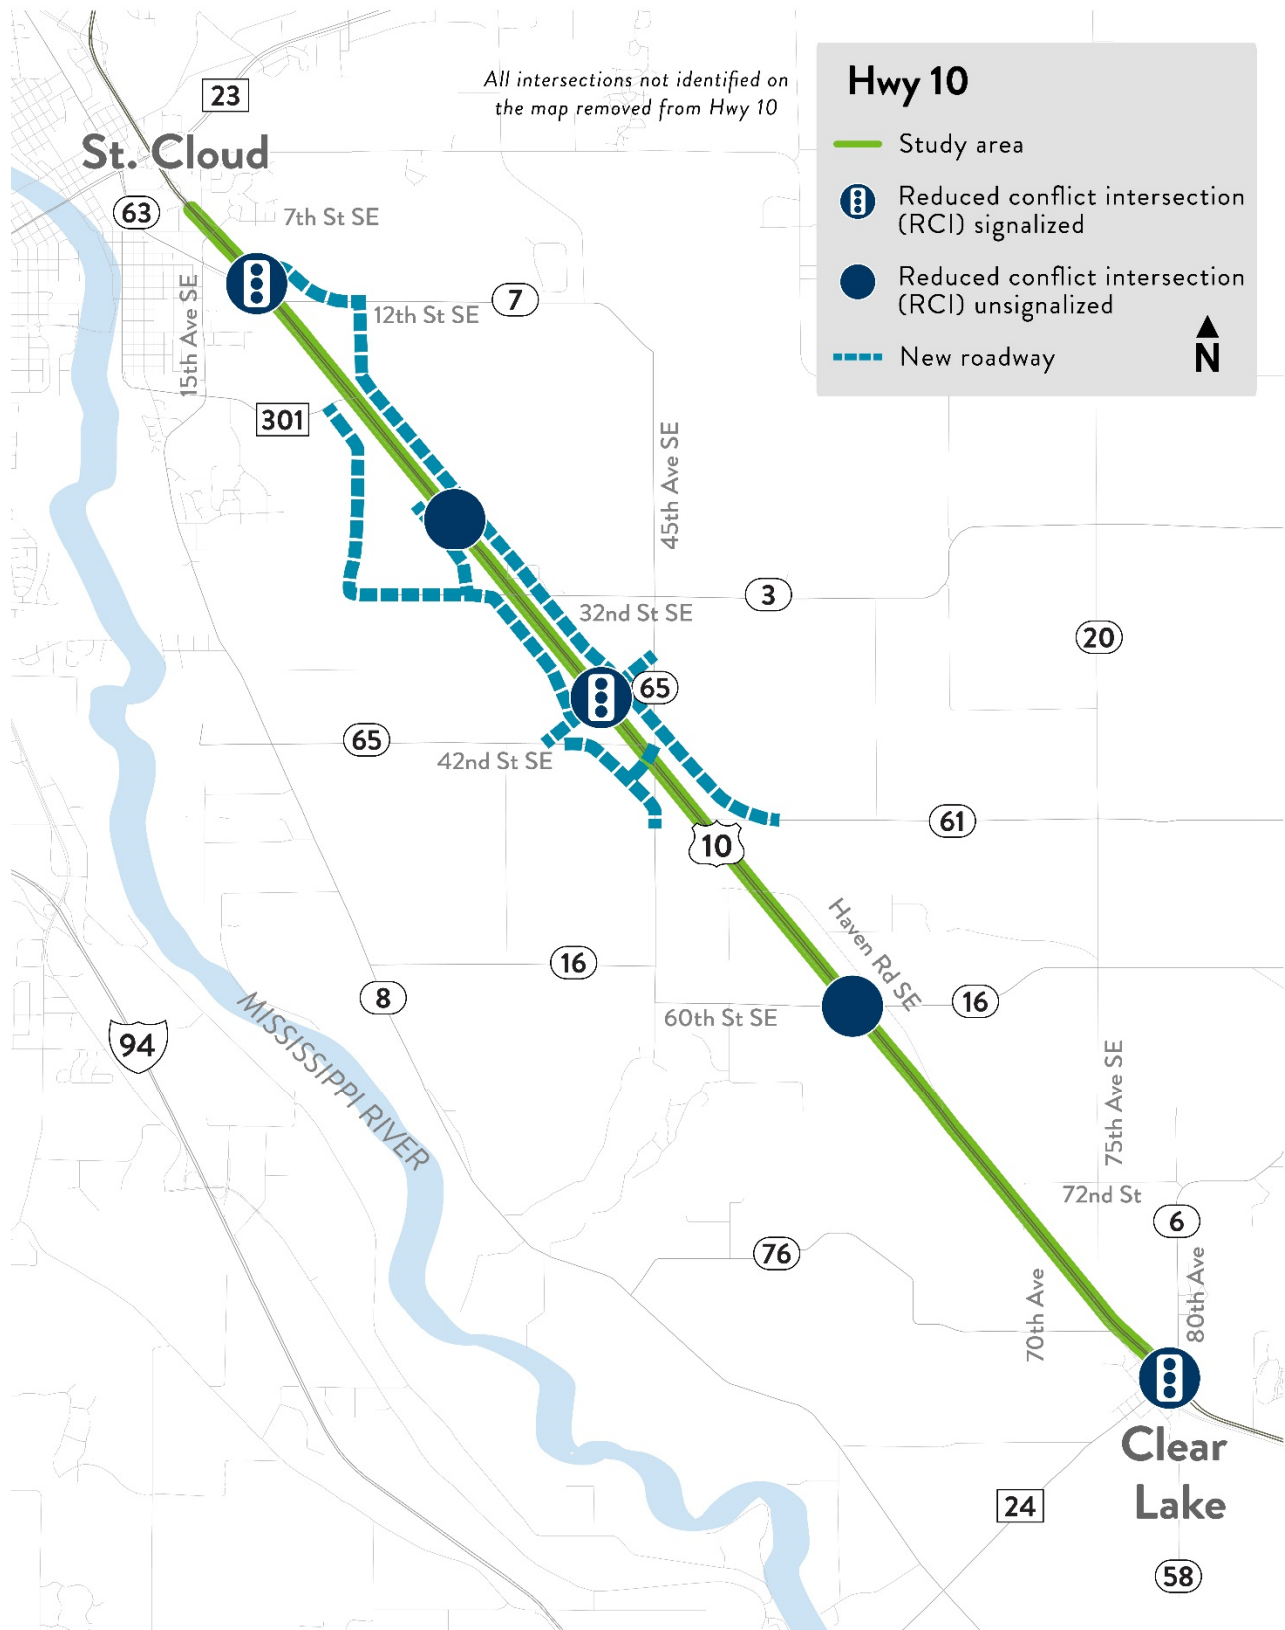 All intersections not identified on
the map removed from Hwy 10
Hwy 10
Study area
Reduced conflict intersection
(RCI) signalized
Reduced conflict intersection
(RCI) unsignalized
New roadway
N
23
St. Cloud
63
7th St SE
15th Ave SE
7
12th St SE
301
45th Ave SE
3
32nd St SE
20
65
65
42nd St SE
61
10
Haven Rd SE
16
8
16
60th St SE
94
MISSISSIPPI RIVER
75th Ave SE
72nd St
6
76
70th Ave
80th Ave
Clear
Lake
24
58